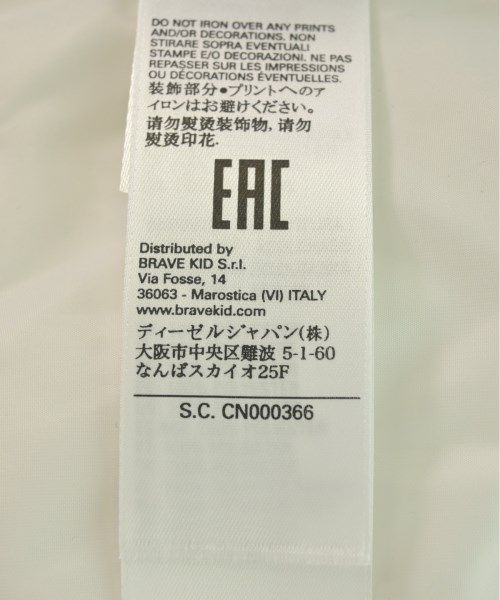 DO NOT IRON OVER ANY PRINTS
AND/OR DECORATIONS. NON
STIRARE SOPRA EVENTUALI
STAMPE E/O DECORAZIONI. NE PAS
REPASSER SUR LES IMPRESSIONS
OU DÉCORATIONS ÉVENTUELLES.
装飾部分●プリントへのア
イロンはお避けください。
请勿熨烫装饰物, 请勿
熨烫印花.
EAC
Distributed by
BRAVE KID S.r.l.
Via Fosse, 14
36063 - Marostica (VI) ITALY
www.bravekid.com
ディーゼルジャパン(株)
大阪市中央区難波 5-1-60
なんばスカイオ25F
S.C. CN000366